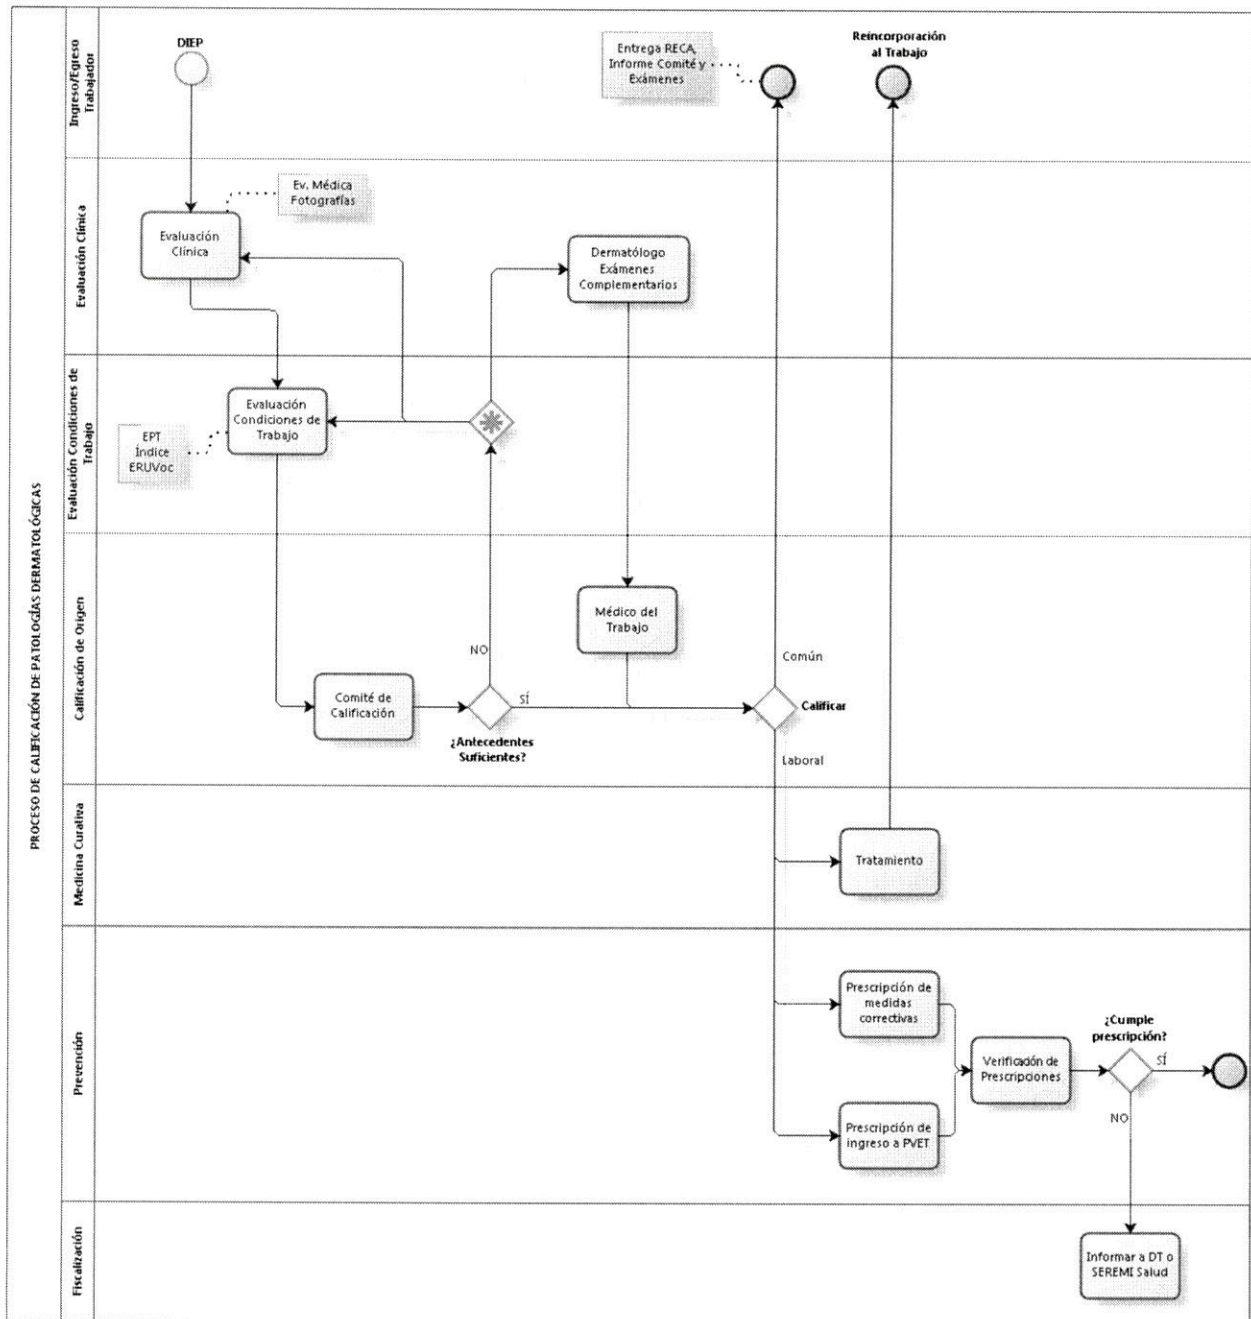 PROCESO DE CALIFICACIÓN DE PATOLOGÍAS DERMATOLÓGICAS
Ingreso/Egreso
Trabajador
DIEP
Entrega RECA,
Informe Comité y
Exámenes
Reincorporación
al Trabajo
Evaluación Clínica
Ev. Médica
Fotografías
Evaluación
Clínica
Dermatólogo
Exámenes
Complementarios
Evaluación Condiciones de
Trabajo
Evaluación
Condiciones de
Trabajo
EPT
Índice
ERUVoc
Calificación de Origen
Médico del
Trabajo
NO
Común
Comité de
Calificación
SÍ
Calificar
¿Antecedentes
Suficientes?
Laboral
Medicina Curativa
Tratamiento
Prevención
Prescripción de
medidas
correctivas
¿Cumple
prescripción?
Verificación de
Prescripciones
SÍ
NO
Prescripción de
ingreso a PVET
Fiscalización
Informar a DT o
SEREMI Salud